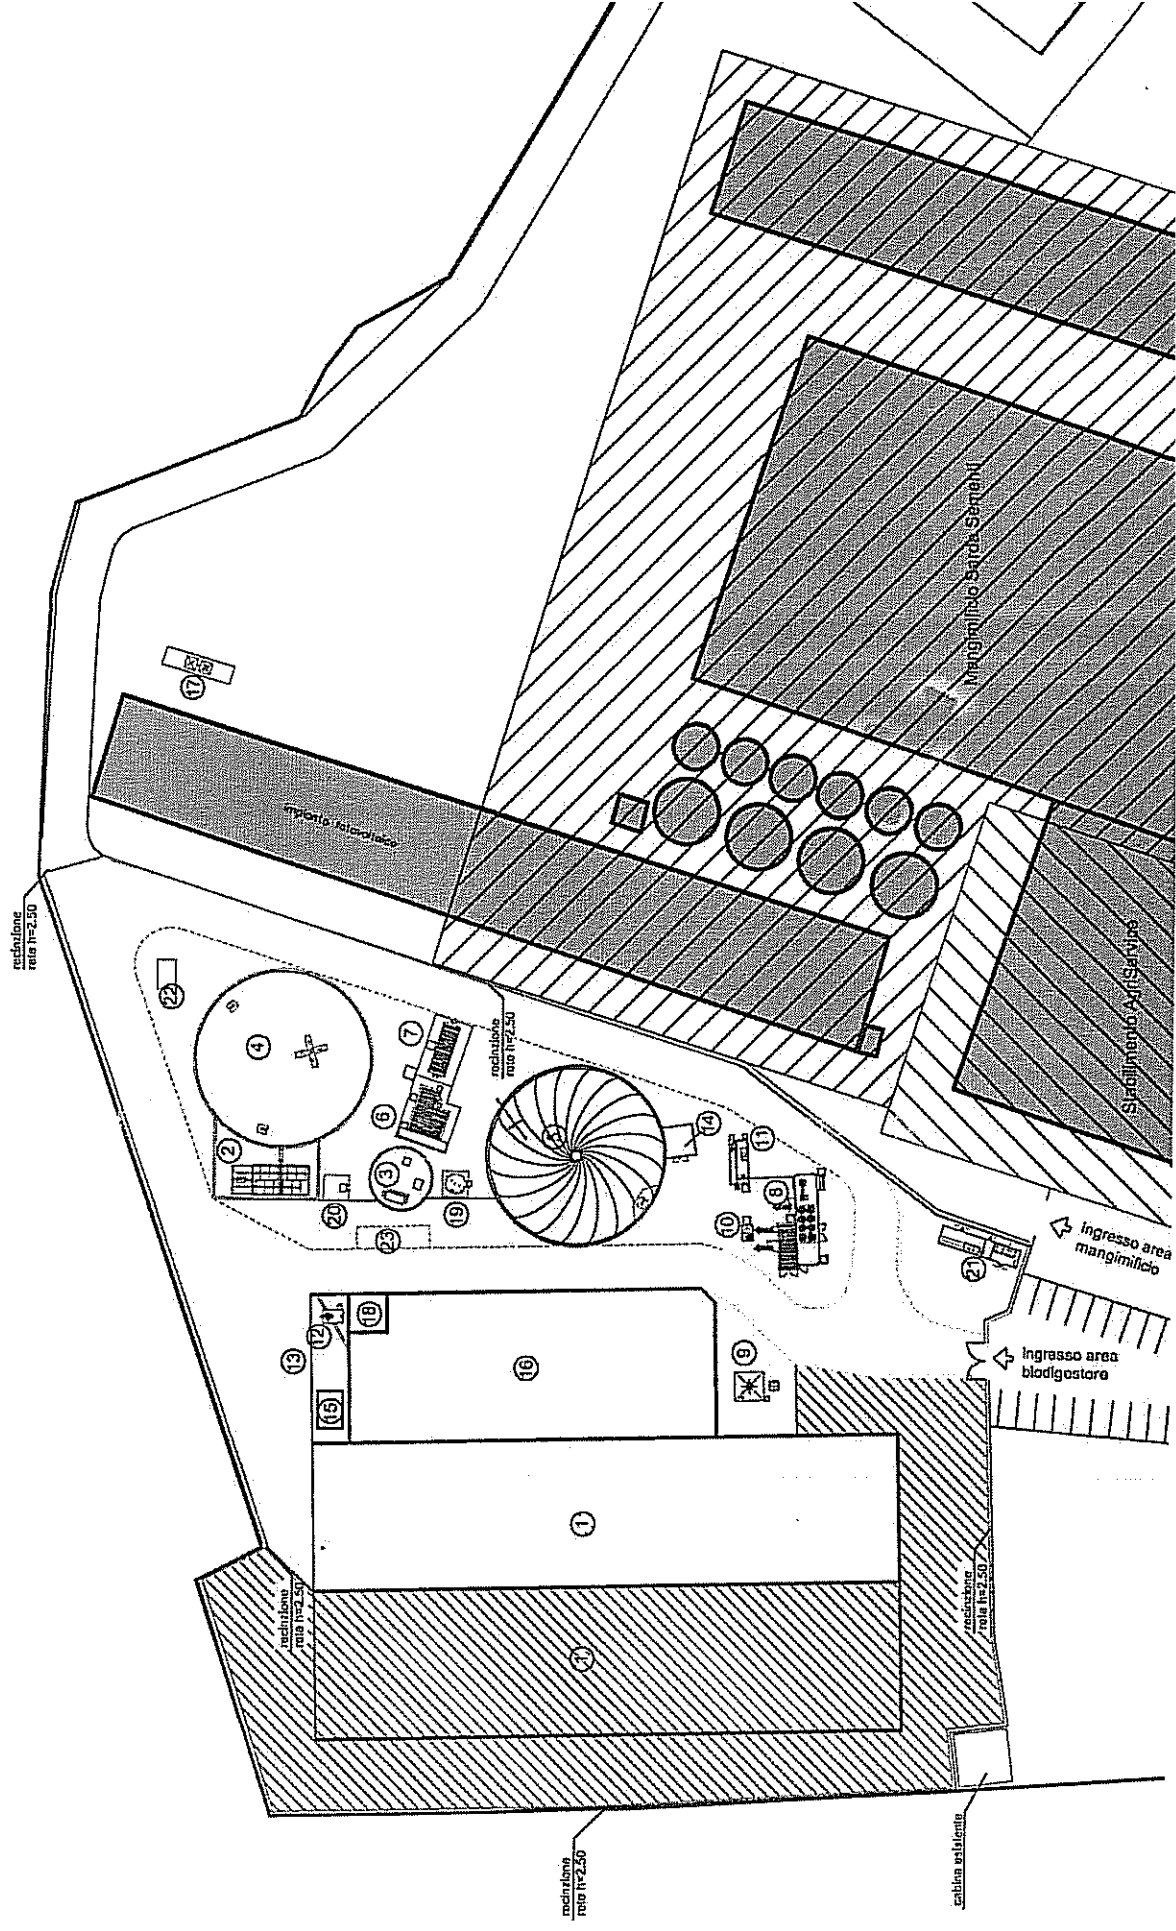 recinzione
rete h=2.50
17
impianto fotovoltaico
22
4
7
6
2
3
20
19
23
recinzione
rete h=2.50
5
14
11
8
10
21
Mangimificio Sarda Sementi
Stabilimento AgriService
Ingresso area
mangimificio
Ingresso area
biodigestore
12
13
18
15
16
9
1
1
recinzione
rete h=2.50
recinzione
rete h=2.50
recinzione
rete h=2.50
cabina esistente